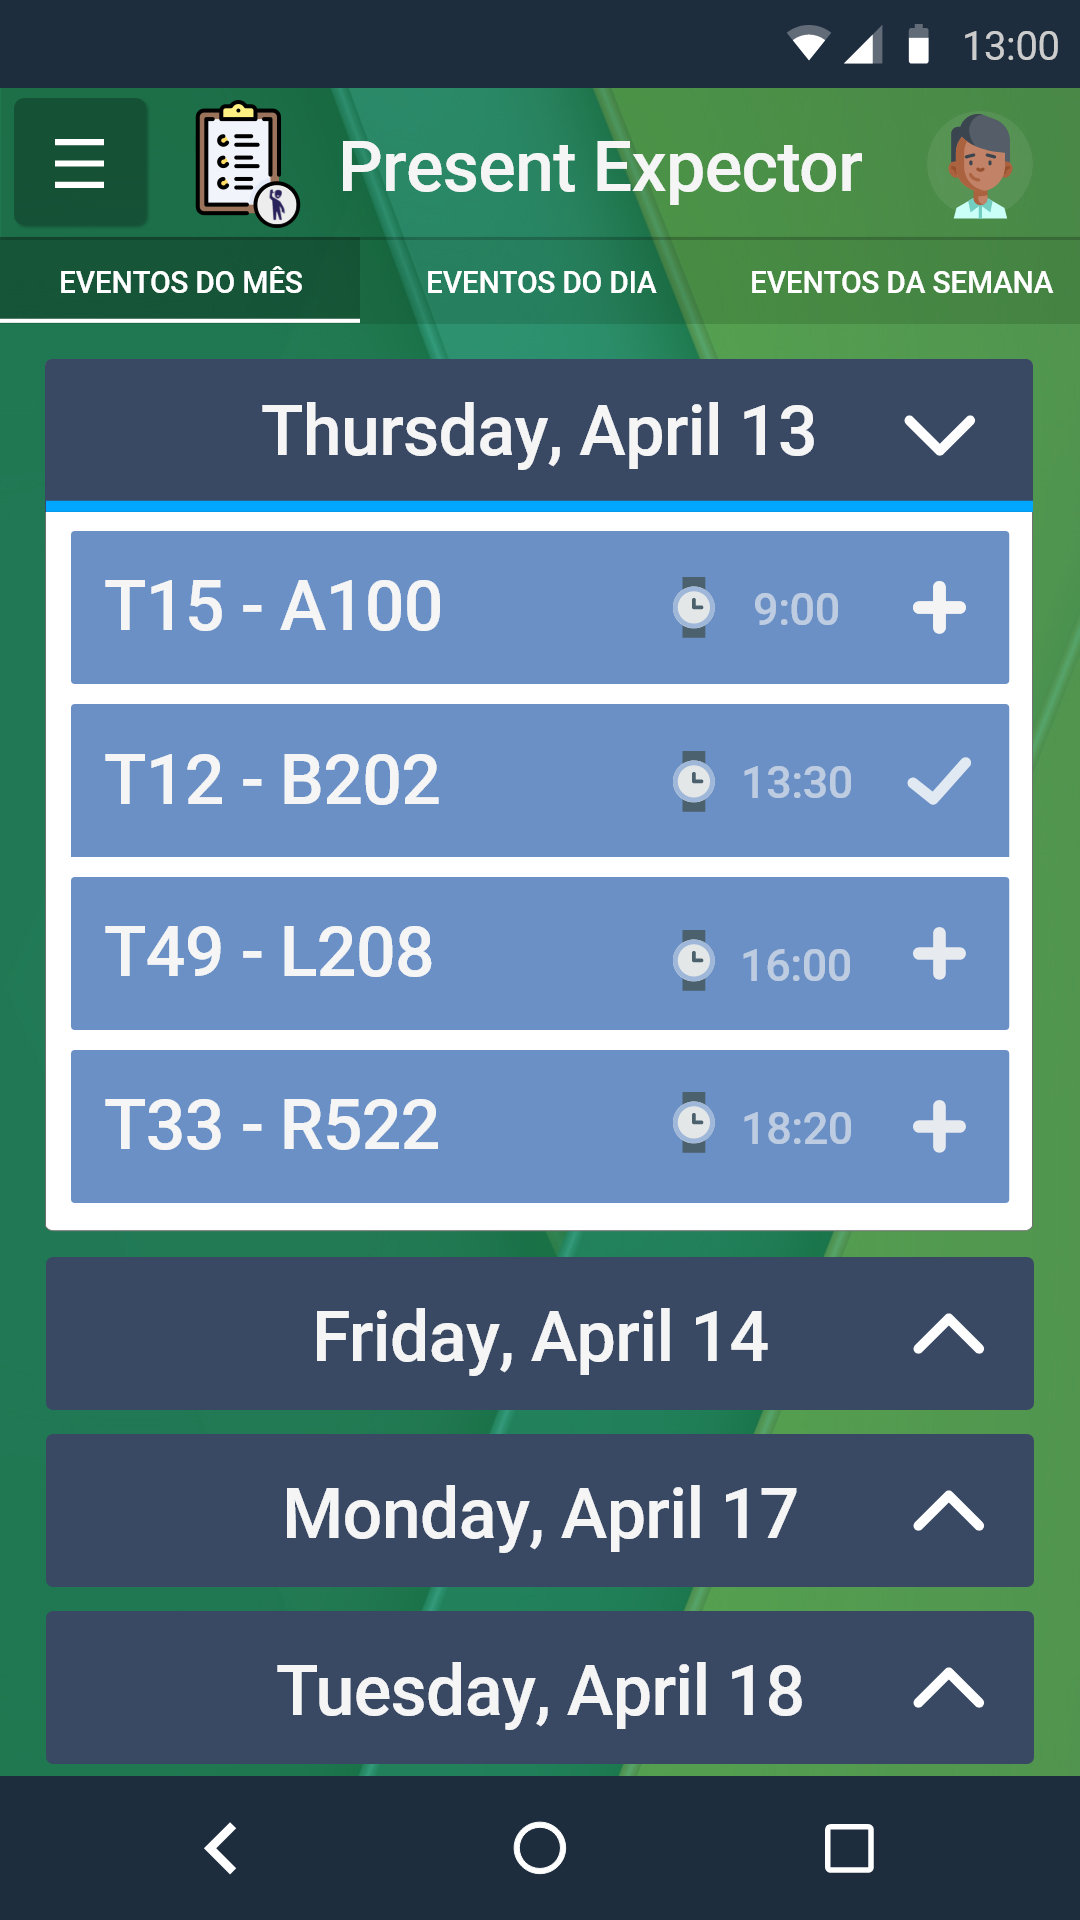 13:00
Present Expector
EVENTOS DO MÊS EVENTOS DO DIA EVENTOS DA SEMANA
Thursday, April 13
T15 - A100 9:00
T12 - B202 13:30
T49 - L208 16:00
T33 - R522 18:20
Friday, April 14
Monday, April 17
Tuesday, April 18